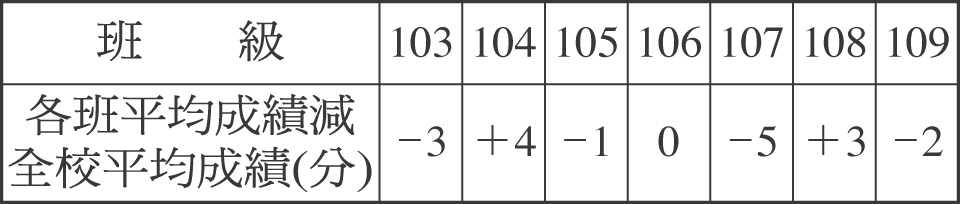 班 級 103 104 105 106 107 108 109
各班平均成績減
全校平均成績(分) -3 +4 -1 0 -5 +3 -2